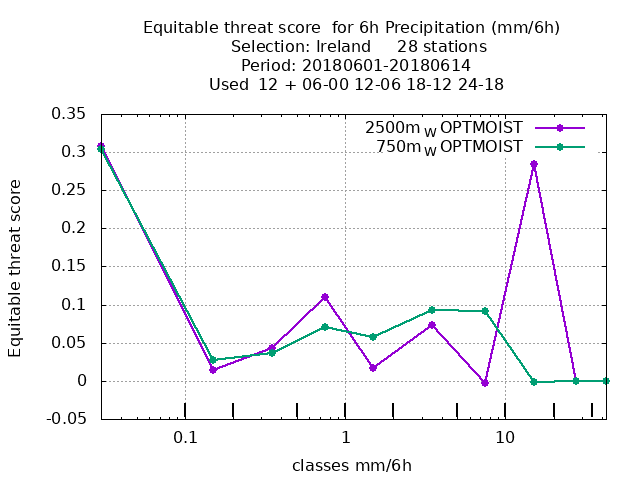 Equitable threat score  for 6h Precipitation (mm/6h)
Selection: Ireland     28 stations
Period: 20180601-20180614
Used  12 + 06-00 12-06 18-12 24-18
2500m W OPTMOIST
750m W OPTMOIST
0.35
0.3
0.25
0.2
0.15
0.1
0.05
0
-0.05
Equitable threat score
0.1 1 10
classes mm/6h